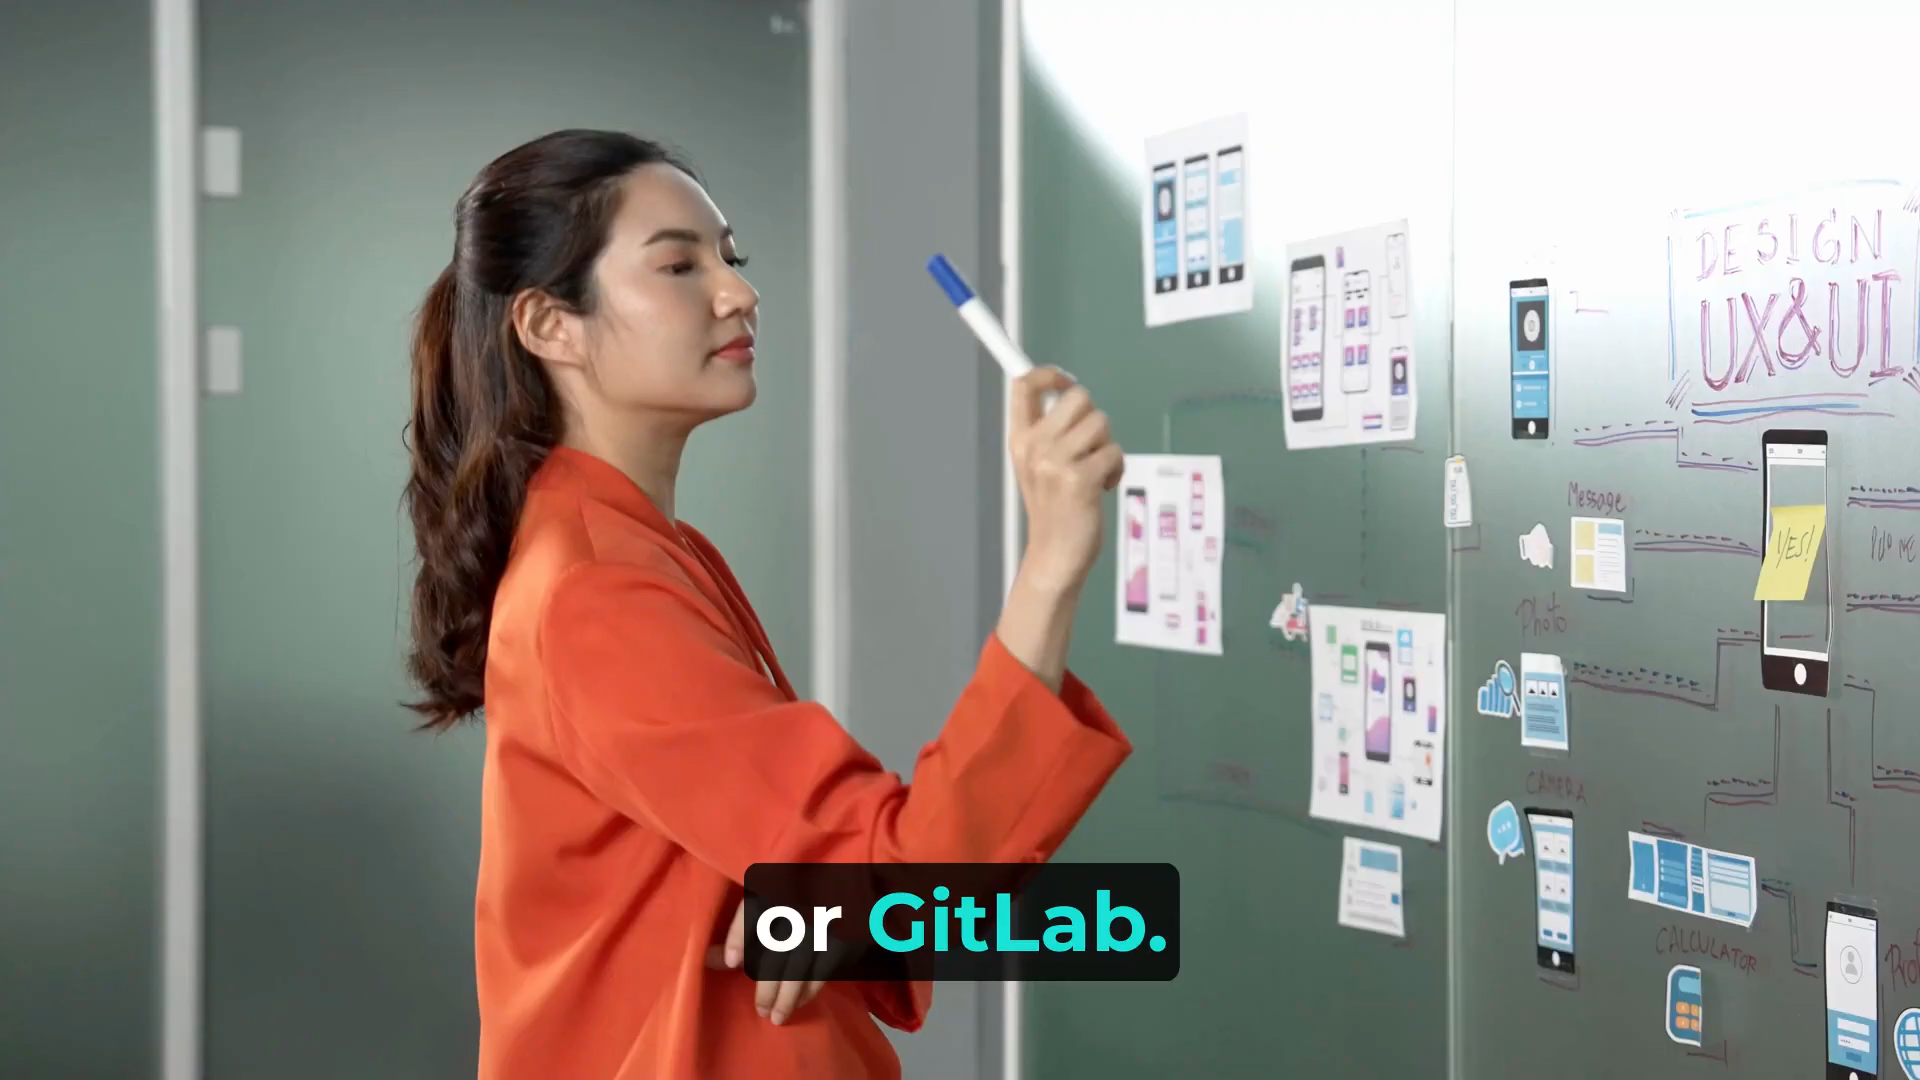 DESIGN
UX&UI
Message
YES!
Photo
CAMERA
CALCULATOR
or GitLab.